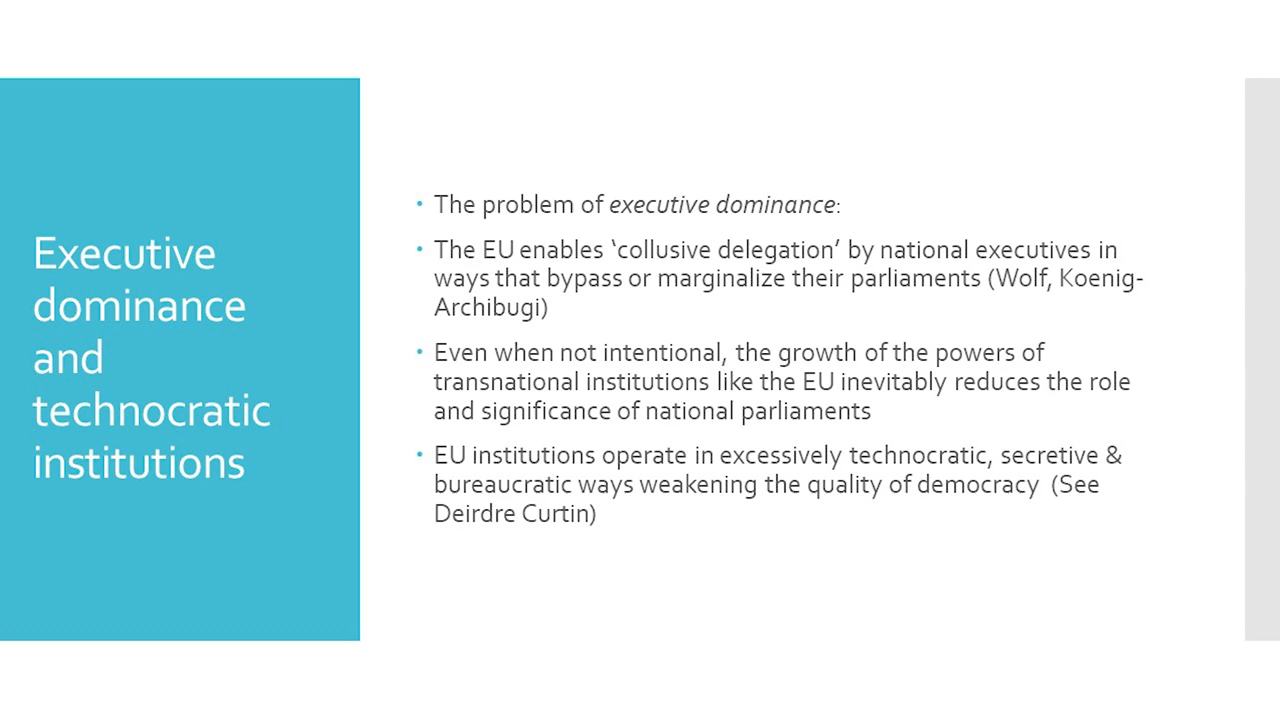 Executive
dominance
and
technocratic
institutions
• The problem of executive dominance:
• The EU enables ‘collusive delegation’ by national executives in
ways that bypass or marginalize their parliaments (Wolf, Koenig-
Archibugi)
• Even when not intentional, the growth of the powers of
transnational institutions like the EU inevitably reduces the role
and significance of national parliaments
• EU institutions operate in excessively technocratic, secretive &
bureaucratic ways weakening the quality of democracy  (See
Deirdre Curtin)